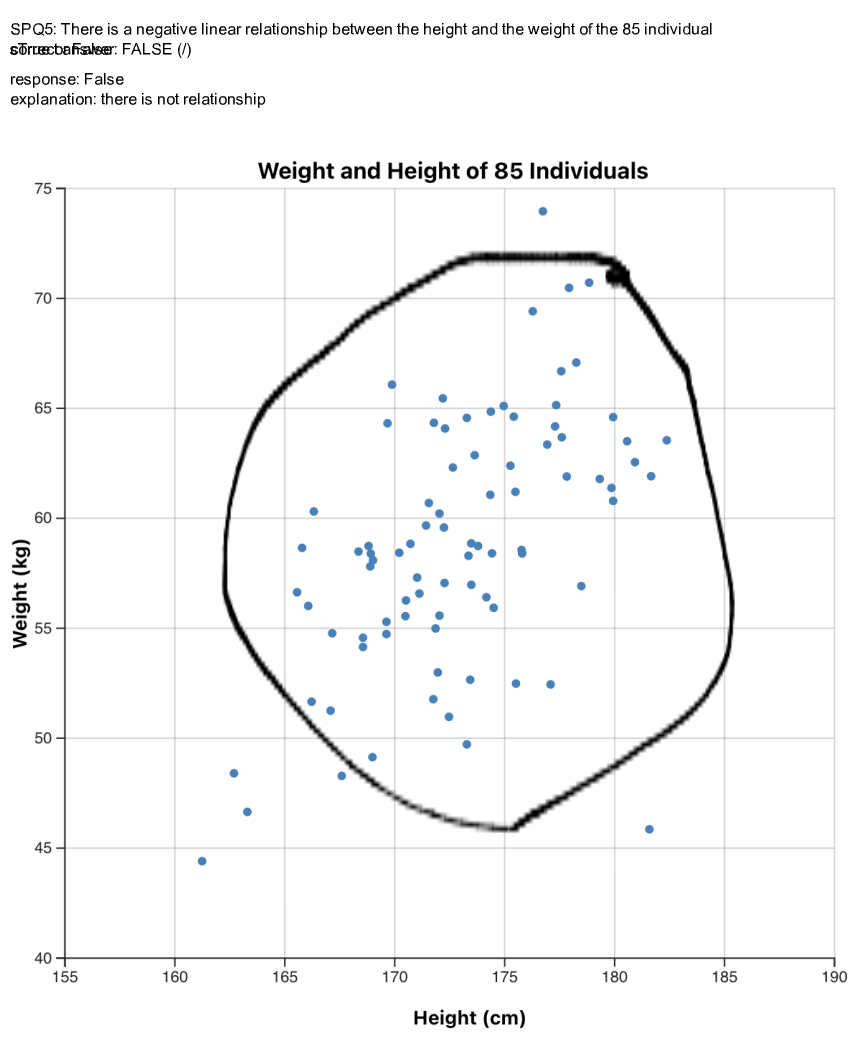 SPQ5: There is a negative linear relationship between the height and the weight of the 85 individual
: FALSE (/)
response: False
explanation: there is not relationship
Weight and Height of 85 Individuals
75
70
65
60
55
50
45
40
Weight (kg)
155 160 165 170 175 180 185 190
Height (cm)